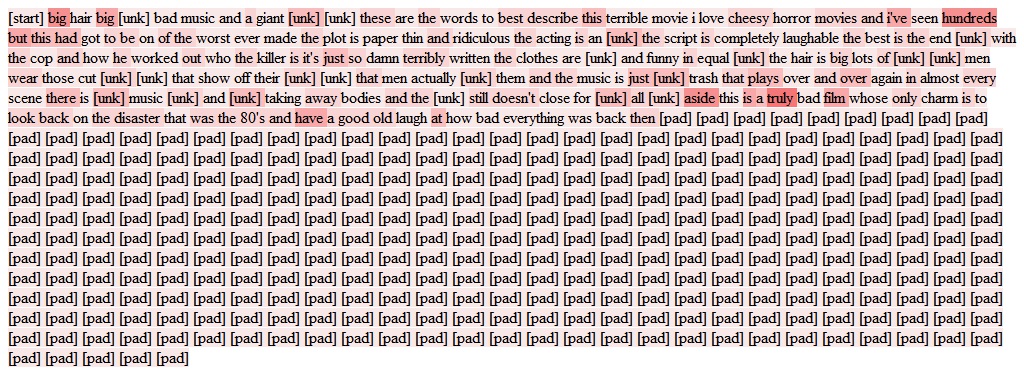 [start] big hair big [unk] bad music and a giant [unk] [unk] these are the words to best describe this terrible movie i love cheesy horror movies and i've seen hundreds
but this had got to be on of the worst ever made the plot is paper thin and ridiculous the acting is an [unk] the script is completely laughable the best is the end [unk] with
the cop and how he worked out who the killer is it's just so damn terribly written the clothes are [unk] and funny in equal [unk] the hair is big lots of [unk] [unk] men
wear those cut [unk] [unk] that show off their [unk] [unk] that men actually [unk] them and the music is just [unk] trash that plays over and over again in almost every
scene there is [unk] music [unk] and [unk] taking away bodies and the [unk] still doesn't close for [unk] all [unk] aside this is a truly bad film whose only charm is to
look back on the disaster that was the 80's and have a good old laugh at how bad everything was back then [pad] [pad] [pad] [pad] [pad] [pad] [pad] [pad] [pad]
[pad] [pad] [pad] [pad] [pad] [pad] [pad] [pad] [pad] [pad] [pad] [pad] [pad] [pad] [pad] [pad] [pad] [pad] [pad] [pad] [pad] [pad] [pad] [pad] [pad] [pad] [pad]
[pad] [pad] [pad] [pad] [pad] [pad] [pad] [pad] [pad] [pad] [pad] [pad] [pad] [pad] [pad] [pad] [pad] [pad] [pad] [pad] [pad] [pad] [pad] [pad] [pad] [pad] [pad]
[pad] [pad] [pad] [pad] [pad] [pad] [pad] [pad] [pad] [pad] [pad] [pad] [pad] [pad] [pad] [pad] [pad] [pad] [pad] [pad] [pad] [pad] [pad] [pad] [pad] [pad] [pad]
[pad] [pad] [pad] [pad] [pad] [pad] [pad] [pad] [pad] [pad] [pad] [pad] [pad] [pad] [pad] [pad] [pad] [pad] [pad] [pad] [pad] [pad] [pad] [pad] [pad] [pad] [pad]
[pad] [pad] [pad] [pad] [pad] [pad] [pad] [pad] [pad] [pad] [pad] [pad] [pad] [pad] [pad] [pad] [pad] [pad] [pad] [pad] [pad] [pad] [pad] [pad] [pad] [pad] [pad]
[pad] [pad] [pad] [pad] [pad] [pad] [pad] [pad] [pad] [pad] [pad] [pad] [pad] [pad] [pad] [pad] [pad] [pad] [pad] [pad] [pad] [pad] [pad] [pad] [pad] [pad] [pad]
[pad] [pad] [pad] [pad] [pad] [pad] [pad] [pad] [pad] [pad] [pad] [pad] [pad] [pad] [pad] [pad] [pad] [pad] [pad] [pad] [pad] [pad] [pad] [pad] [pad] [pad] [pad]
[pad] [pad] [pad] [pad] [pad] [pad] [pad] [pad] [pad] [pad] [pad] [pad] [pad] [pad] [pad] [pad] [pad] [pad] [pad] [pad] [pad] [pad] [pad] [pad] [pad] [pad] [pad]
[pad] [pad] [pad] [pad] [pad] [pad] [pad] [pad] [pad] [pad] [pad] [pad] [pad] [pad] [pad] [pad] [pad] [pad] [pad] [pad] [pad] [pad] [pad] [pad] [pad] [pad] [pad]
[pad] [pad] [pad] [pad] [pad] [pad] [pad] [pad] [pad] [pad] [pad] [pad] [pad] [pad] [pad] [pad] [pad] [pad] [pad] [pad] [pad] [pad] [pad] [pad] [pad] [pad] [pad]
[pad] [pad] [pad] [pad] [pad] [pad] [pad] [pad] [pad] [pad] [pad] [pad] [pad] [pad] [pad] [pad] [pad] [pad] [pad] [pad] [pad] [pad] [pad] [pad] [pad] [pad] [pad]
[pad] [pad] [pad] [pad] [pad]